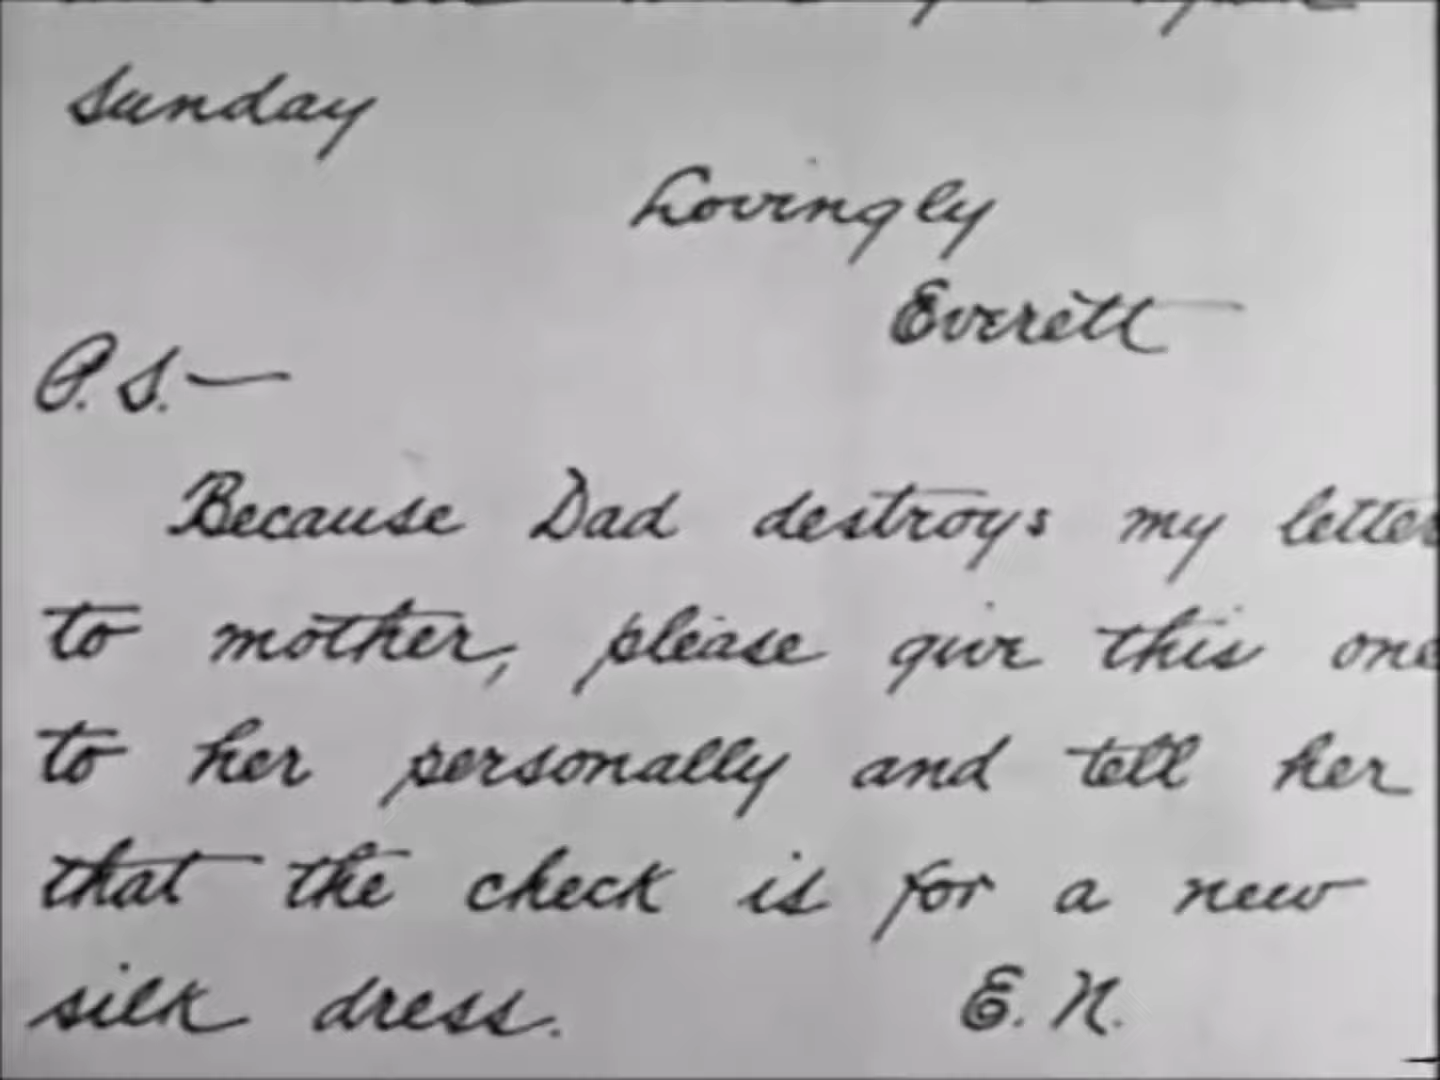 Sunday
Lovingly
Everett
P.S.—
Because Dad destroys my letter
to mother, please give this one
to her personally and tell her
that the check is for a new
silk dress. E. N.